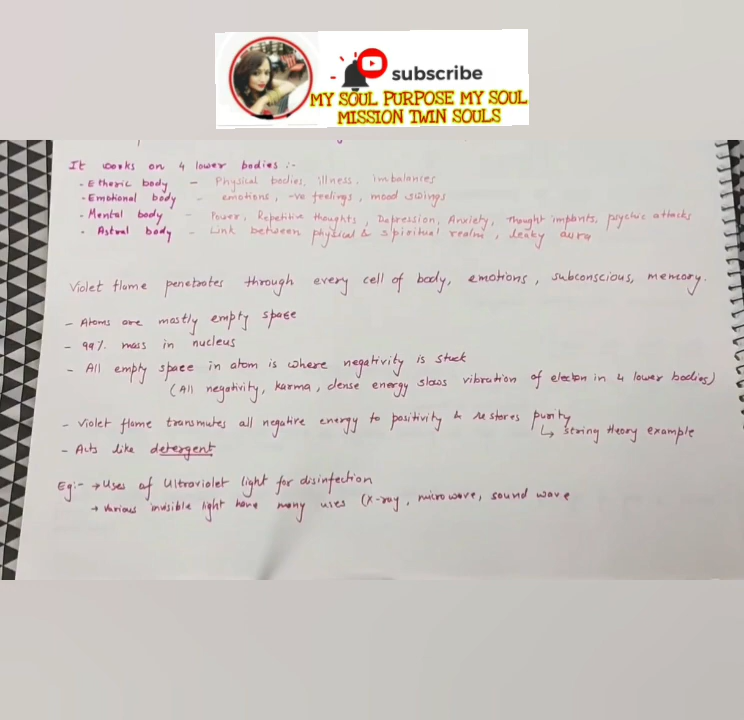 subscribe
MY SOUL PURPOSE MY SOUL
MISSION TWIN SOULS
It works on 4 lower bodies :-
- Etheric body - Physical bodies, illness, imbalances
- Emotional body - emotions, -ve feelings, mood swings
- Mental body - Power, Repetitive thoughts, Depression, Anxiety, Thought implants, psychic attacks
- Astral body - Link between physical & spiritual realm, leaky aura
Violet flame penetrates through every cell of body, emotions, subconscious, memory.
- Atoms are mostly empty space
- 99% mass in nucleus
- All empty space in atom is where negativity is stuck
(All negativity, karma, dense energy slows vibration of electon in 4 lower bodies)
- Violet flame transmutes all negative energy to positivity & restores purity
↳ string theory example
- Acts like detergent
Eg:- → Uses of Ultraviolet light for disinfection
→ Various invisible light have many uses (X-ray, microwave, sound wave